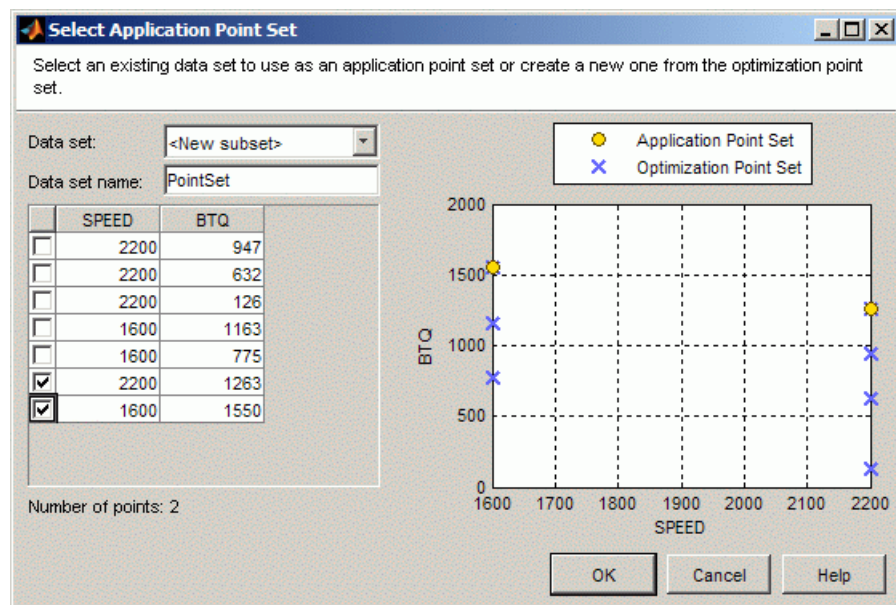 Select Application Point Set
Select an existing data set to use as an application point set or create a new one from the optimization point
set.
Data set: <New subset>
Data set name: PointSet
SPEED BTQ
2200 947
2200 632
2200 126
1600 1163
1600 775
2200 1263
1600 1550
Number of points: 2
Application Point Set
Optimization Point Set
2000
1500
1000
500
0
BTQ
1600 1700 1800 1900 2000 2100 2200
SPEED
OK Cancel Help